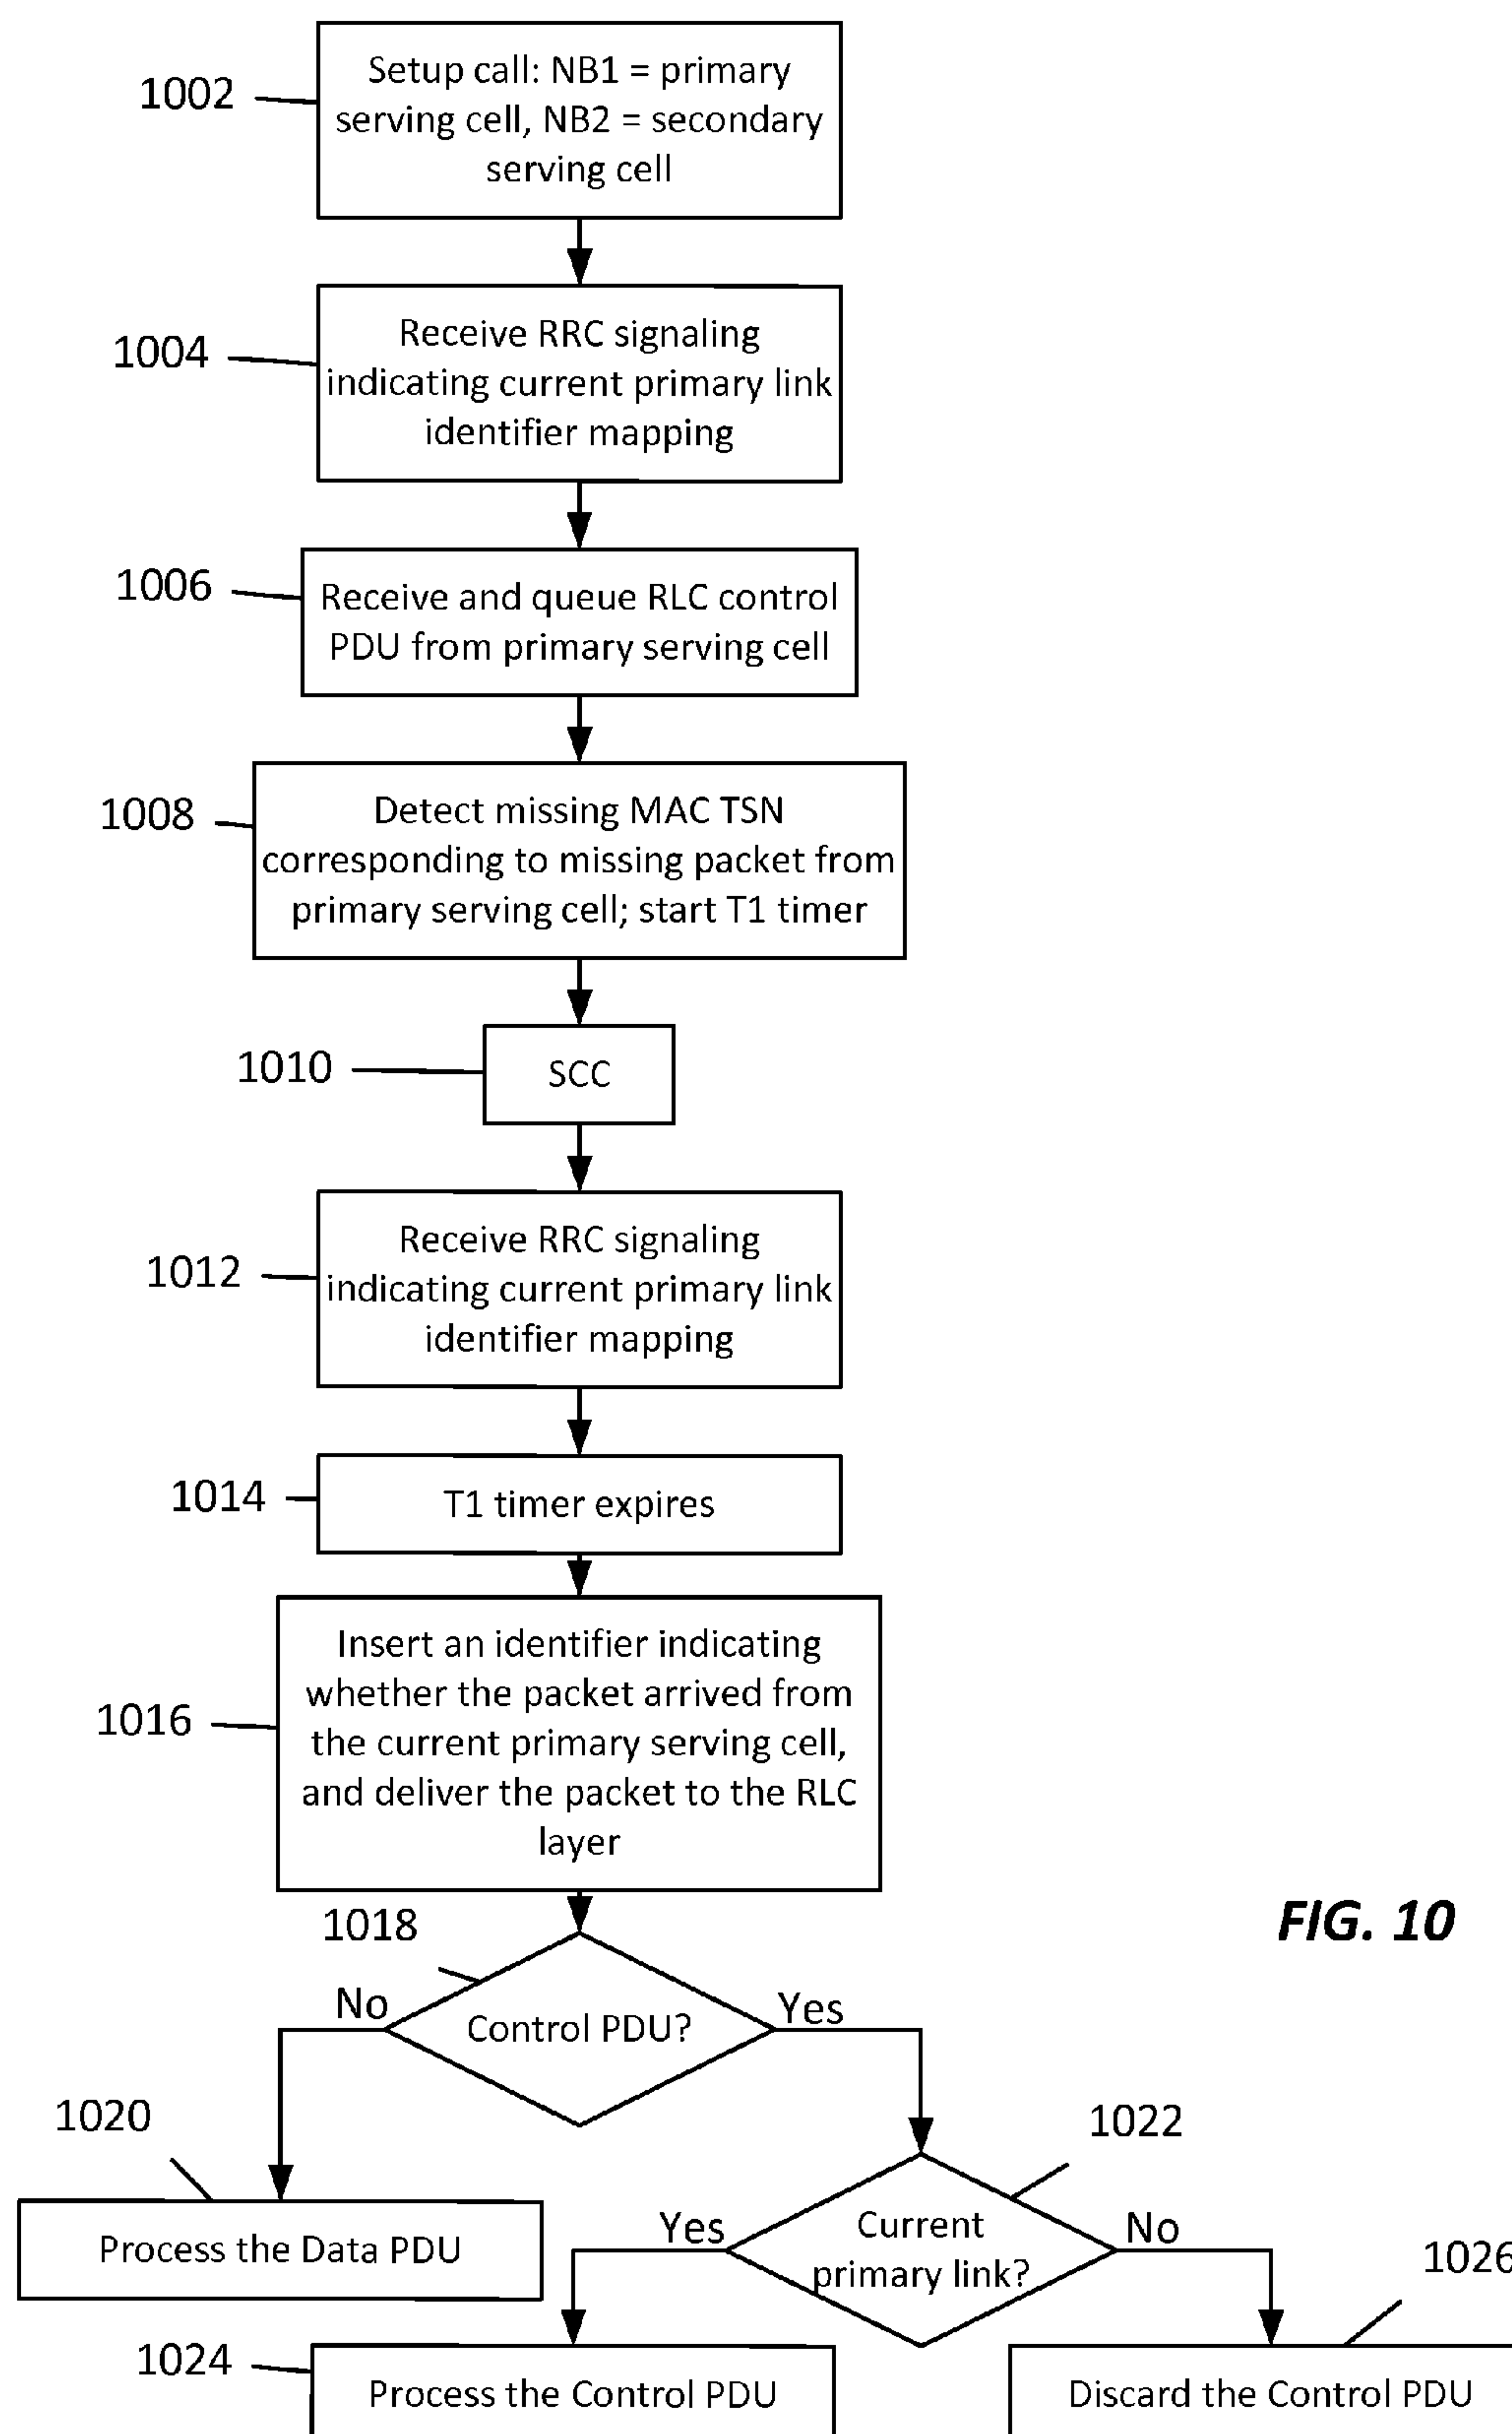 1002
Setup call: NB1 = primary
serving cell, NB2 = secondary
serving cell
1004
Receive RRC signaling
indicating current primary link
identifier mapping
1006
Receive and queue RLC control
PDU from primary serving cell
1008
Detect missing MAC TSN
corresponding to missing packet from
primary serving cell; start T1 timer
1010
SCC
1012
Receive RRC signaling
indicating current primary link
identifier mapping
1014
T1 timer expires
1016
Insert an identifier indicating
whether the packet arrived from
the current primary serving cell,
and deliver the packet to the RLC
layer
FIG. 10
1018
No
Control PDU?
Yes
1020
Process the Data PDU
1022
Yes
Current
primary link?
No
1026
1024
Process the Control PDU
Discard the Control PDU